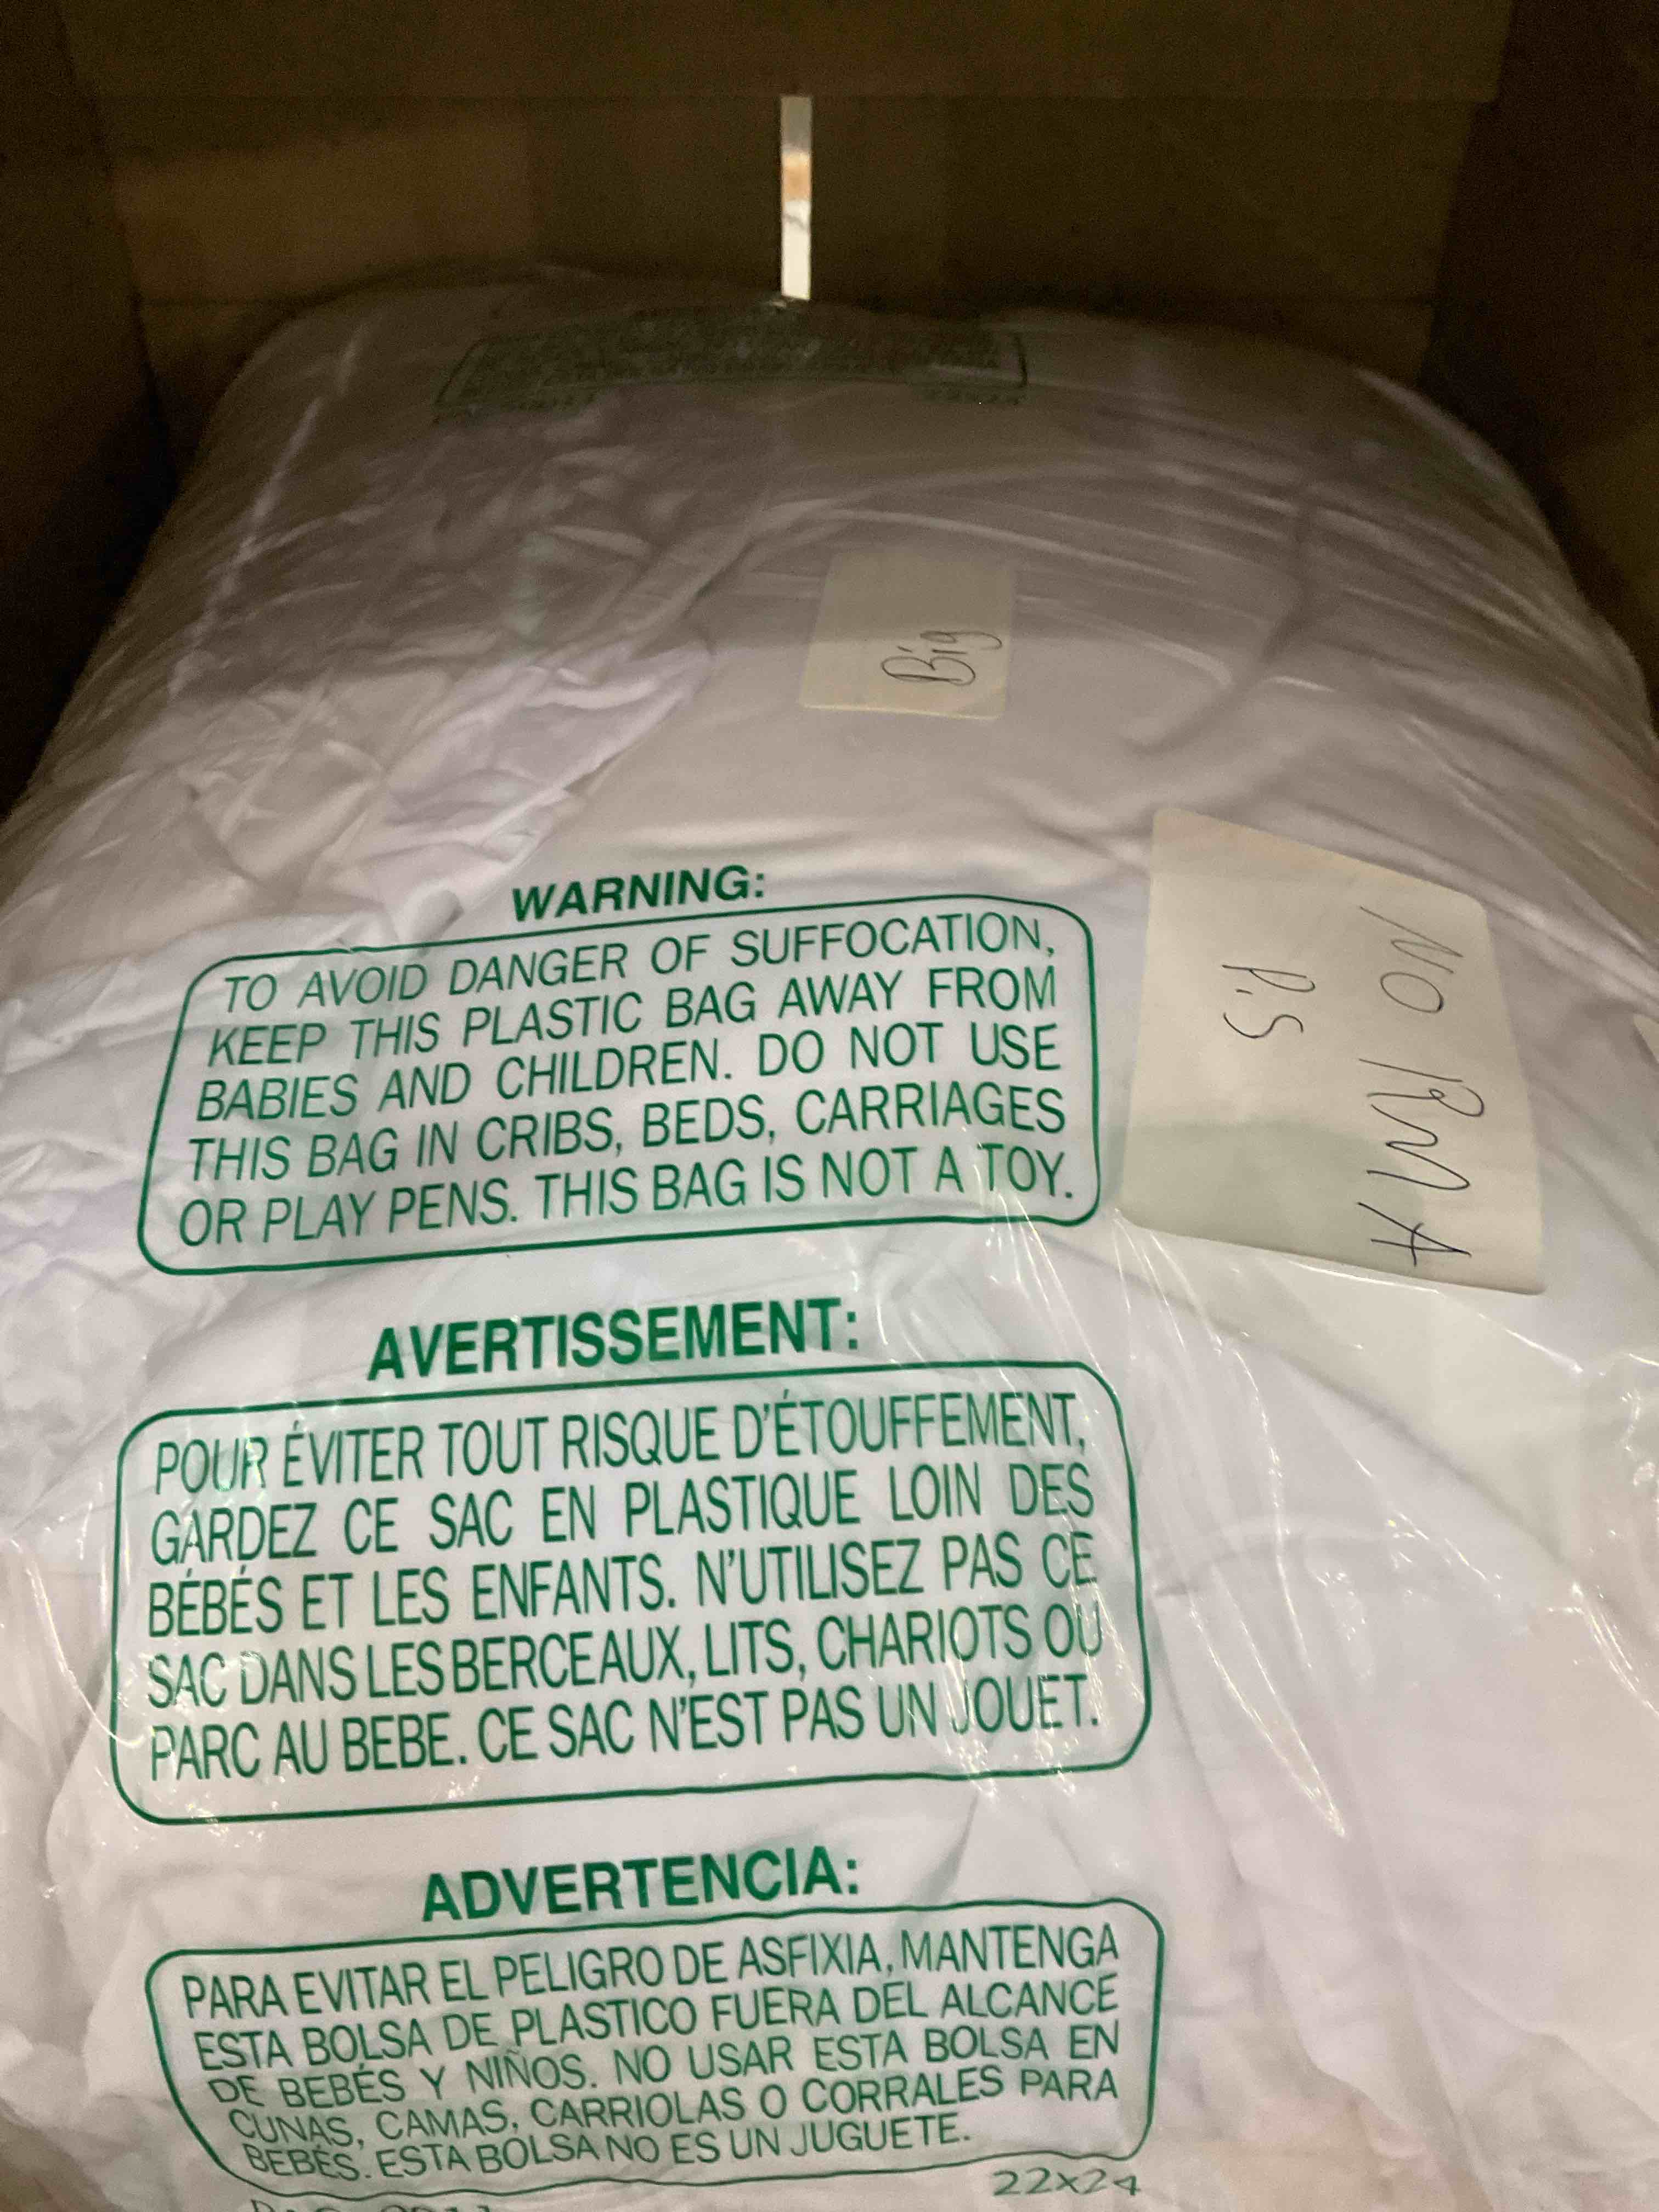 Big
WARNING:
TO AVOID DANGER OF SUFFOCATION,
KEEP THIS PLASTIC BAG AWAY FROM
BABIES AND CHILDREN. DO NOT USE
THIS BAG IN CRIBS, BEDS, CARRIAGES
OR PLAY PENS. THIS BAG IS NOT A TOY.
NO RMA
P.S
AVERTISSEMENT:
POUR ÉVITER TOUT RISQUE D'ÉTOUFFEMENT,
GARDEZ CE SAC EN PLASTIQUE LOIN DES
BÉBÉS ET LES ENFANTS. N'UTILISEZ PAS CE
SAC DANS LES BERCEAUX, LITS, CHARIOTS OU
PARC AU BEBE. CE SAC N'EST PAS UN JOUET.
ADVERTENCIA:
PARA EVITAR EL PELIGRO DE ASFIXIA, MANTENGA
ESTA BOLSA DE PLASTICO FUERA DEL ALCANCE
DE BEBÉS Y NIÑOS. NO USAR ESTA BOLSA EN
CUNAS, CAMAS, CARRIOLAS O CORRALES PARA
BEBÉS. ESTA BOLSA NO ES UN JUGUETE.
22x24